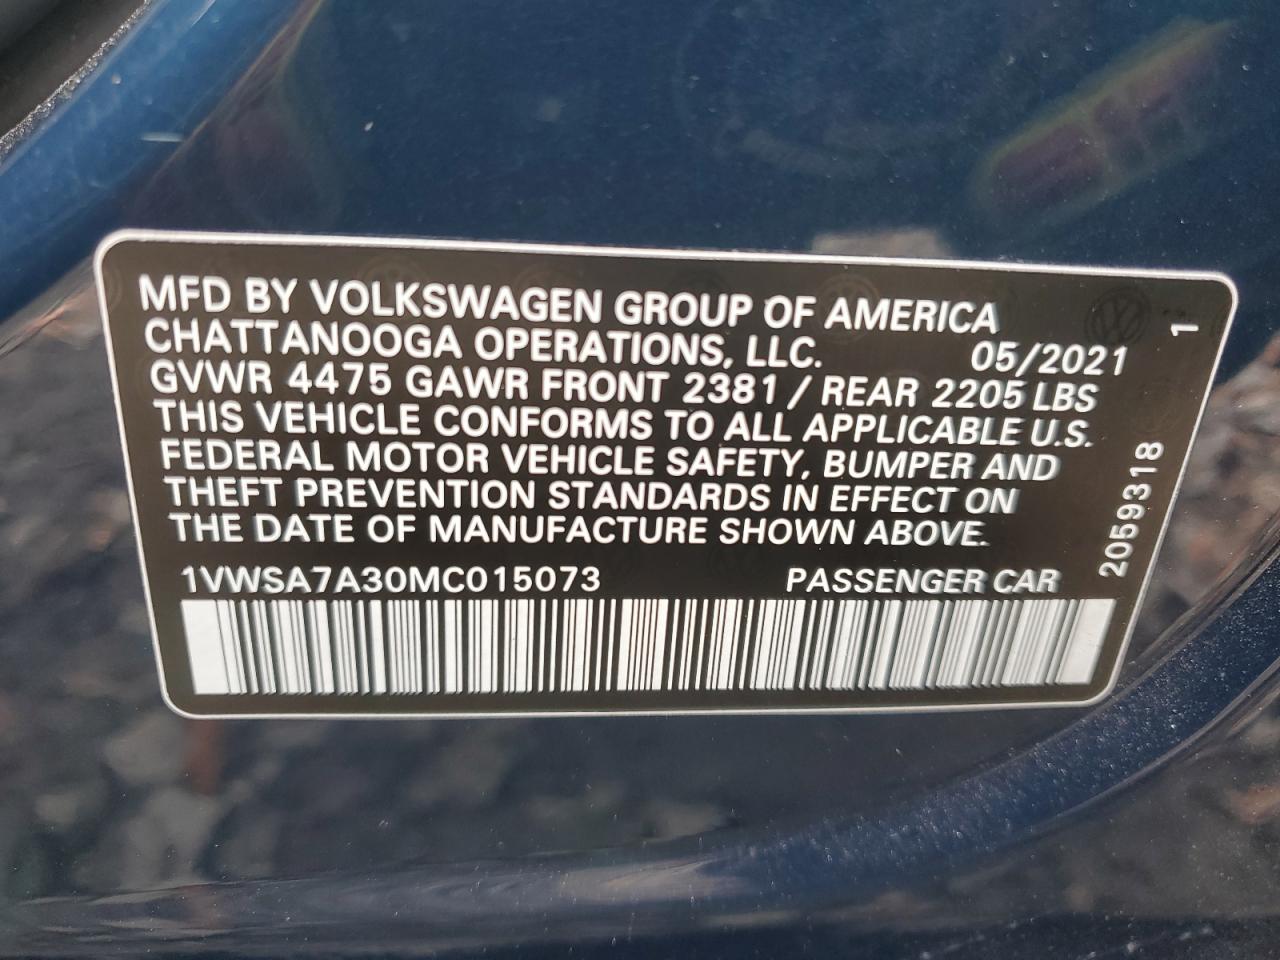 MFD BY VOLKSWAGEN GROUP OF AMERICA
CHATTANOOGA OPERATIONS, LLC. 05/2021
GVWR 4475 GAWR FRONT 2381 / REAR 2205 LBS
THIS VEHICLE CONFORMS TO ALL APPLICABLE U.S.
FEDERAL MOTOR VEHICLE SAFETY, BUMPER AND
THEFT PREVENTION STANDARDS IN EFFECT ON
THE DATE OF MANUFACTURE SHOWN ABOVE.
1VWSA7A30MC015073 PASSENGER CAR
2059318 1